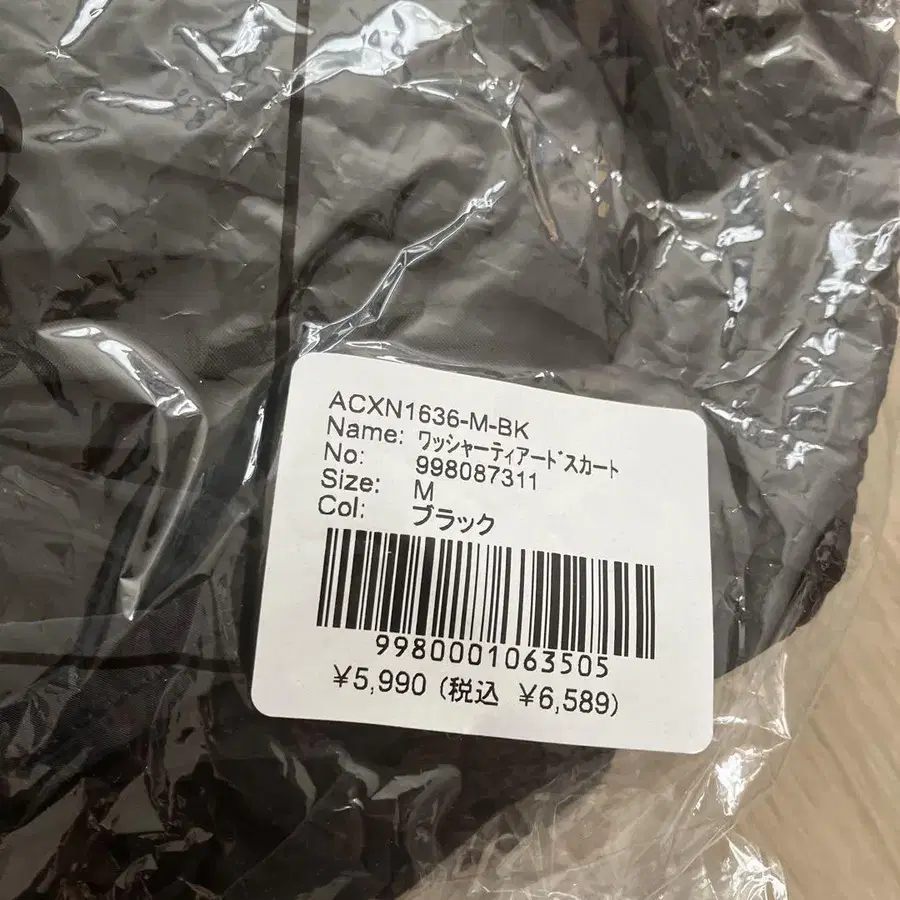 ACXN1636-M-BK
Name: ワッシャーティアードスカート
No: 998087311
Size: M
Col: ブラック
9980001063505
¥5,990 (税込 ¥6,589)